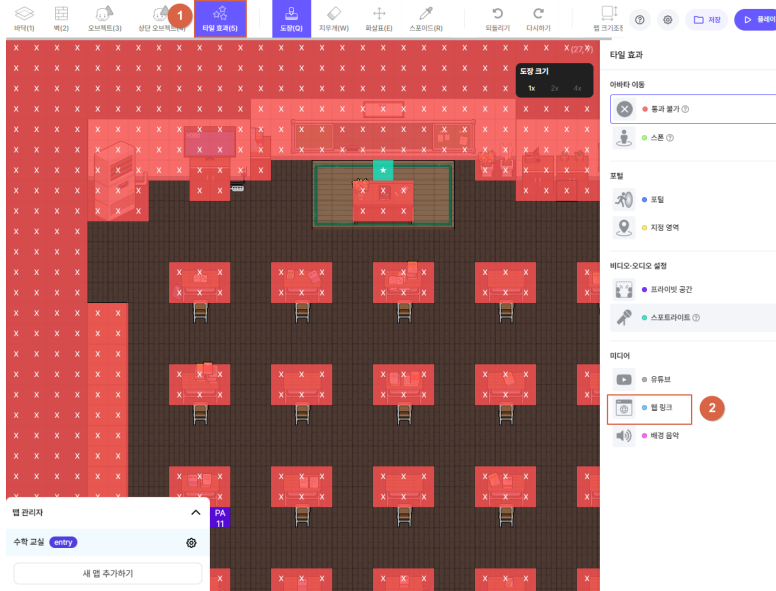 바닥(1) 벽(2) 오브젝트(3) 상단 오브젝트(4) 1 타일 효과(5) 도장(Q) 지우개(W) 화살표(E) 스포이드(R) 되돌리기 다시하기 맵 크기조정 저장 플레이
타일 효과
도장 크기
1x 2x 4x
아바타 이동
통과 불가
스폰
포털
포털
지정 영역
비디오·오디오 설정
프라이빗 공간
스포트라이트
미디어
유튜브
웹 링크 2
배경 음악
맵 관리자
PA
11
수학 교실 entry
새 맵 추가하기